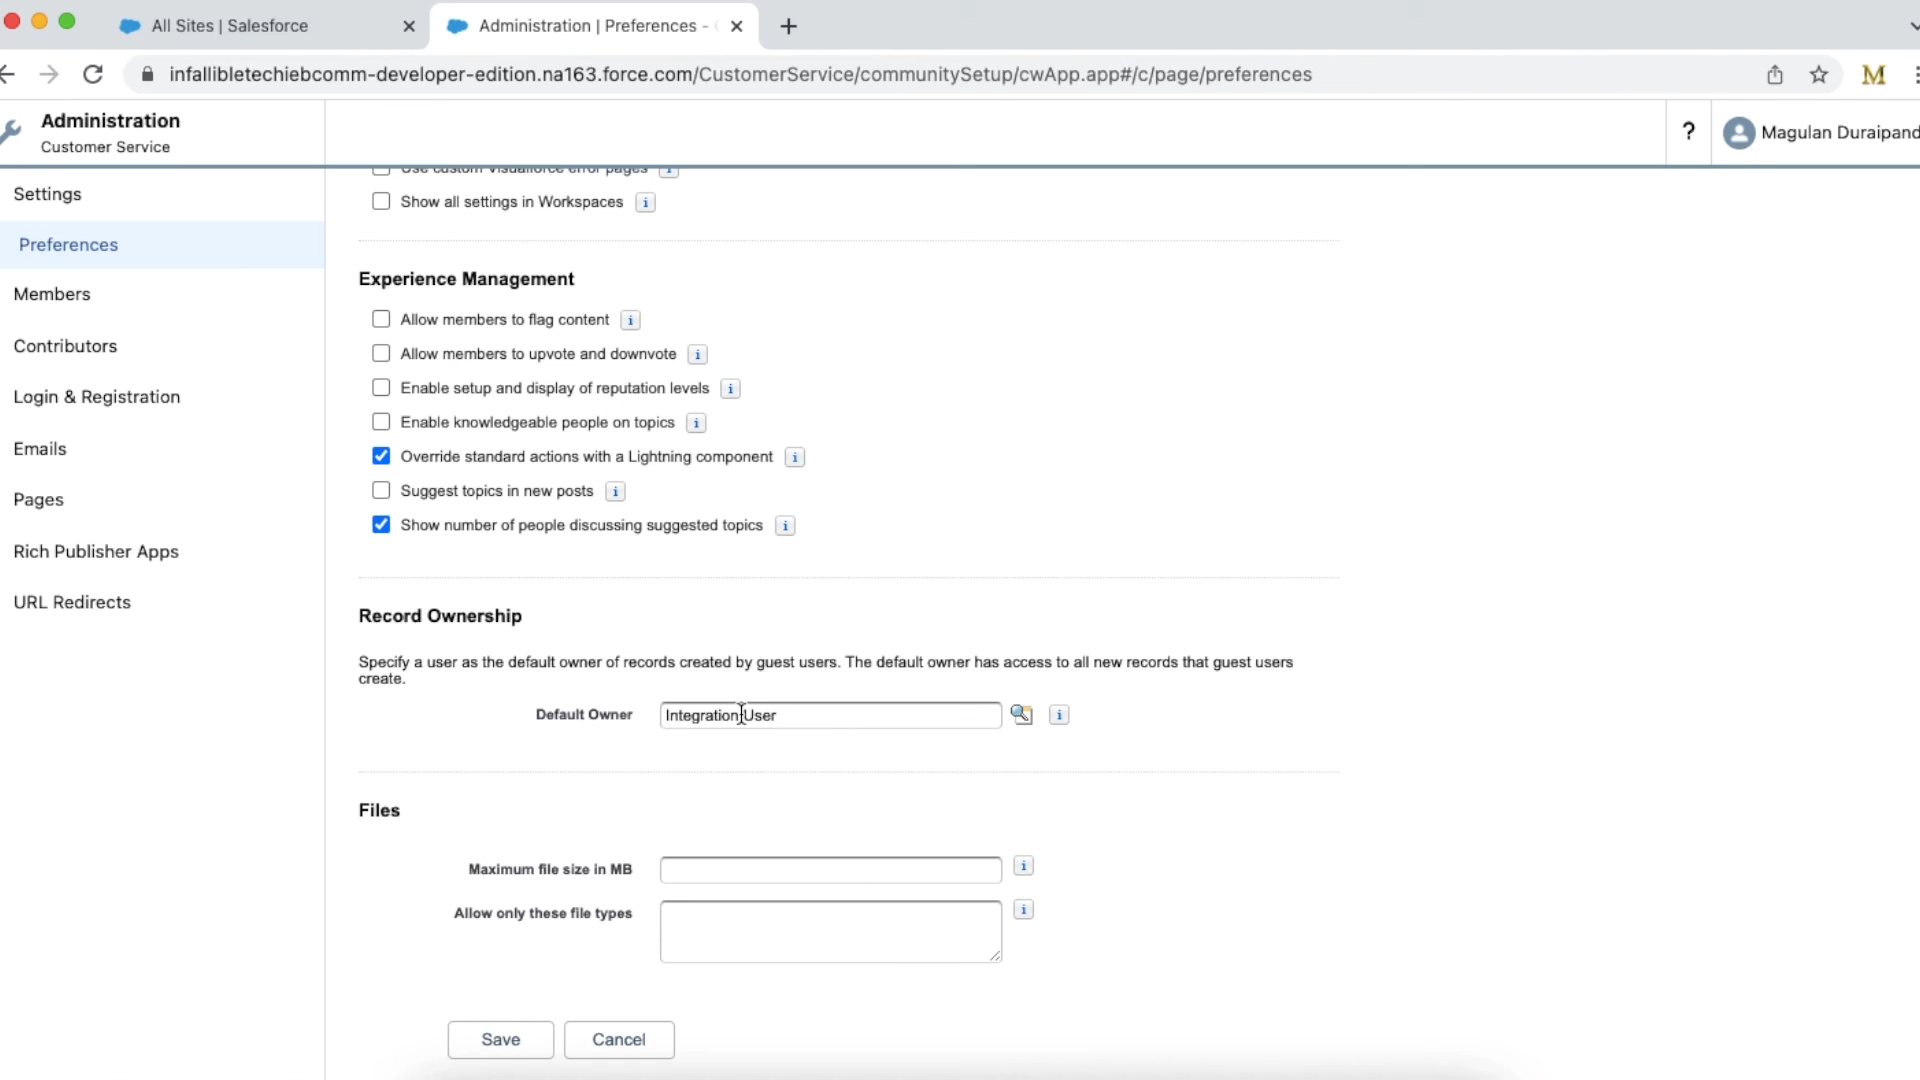 All Sites | Salesforce
Administration | Preferences -
infallibletechiebcomm-developer-edition.na163.force.com/CustomerService/communitySetup/cwApp.app#/c/page/preferences
M
Administration
Customer Service
?
Magulan Duraipand
Settings
Preferences
Members
Contributors
Login & Registration
Emails
Pages
Rich Publisher Apps
URL Redirects
Use custom Visualforce error pages i
Show all settings in Workspaces i
Experience Management
Allow members to flag content i
Allow members to upvote and downvote i
Enable setup and display of reputation levels i
Enable knowledgeable people on topics i
Override standard actions with a Lightning component i
Suggest topics in new posts i
Show number of people discussing suggested topics i
Record Ownership
Specify a user as the default owner of records created by guest users. The default owner has access to all new records that guest users
create.
Default Owner Integration User i
Files
Maximum file size in MB i
Allow only these file types i
Save Cancel